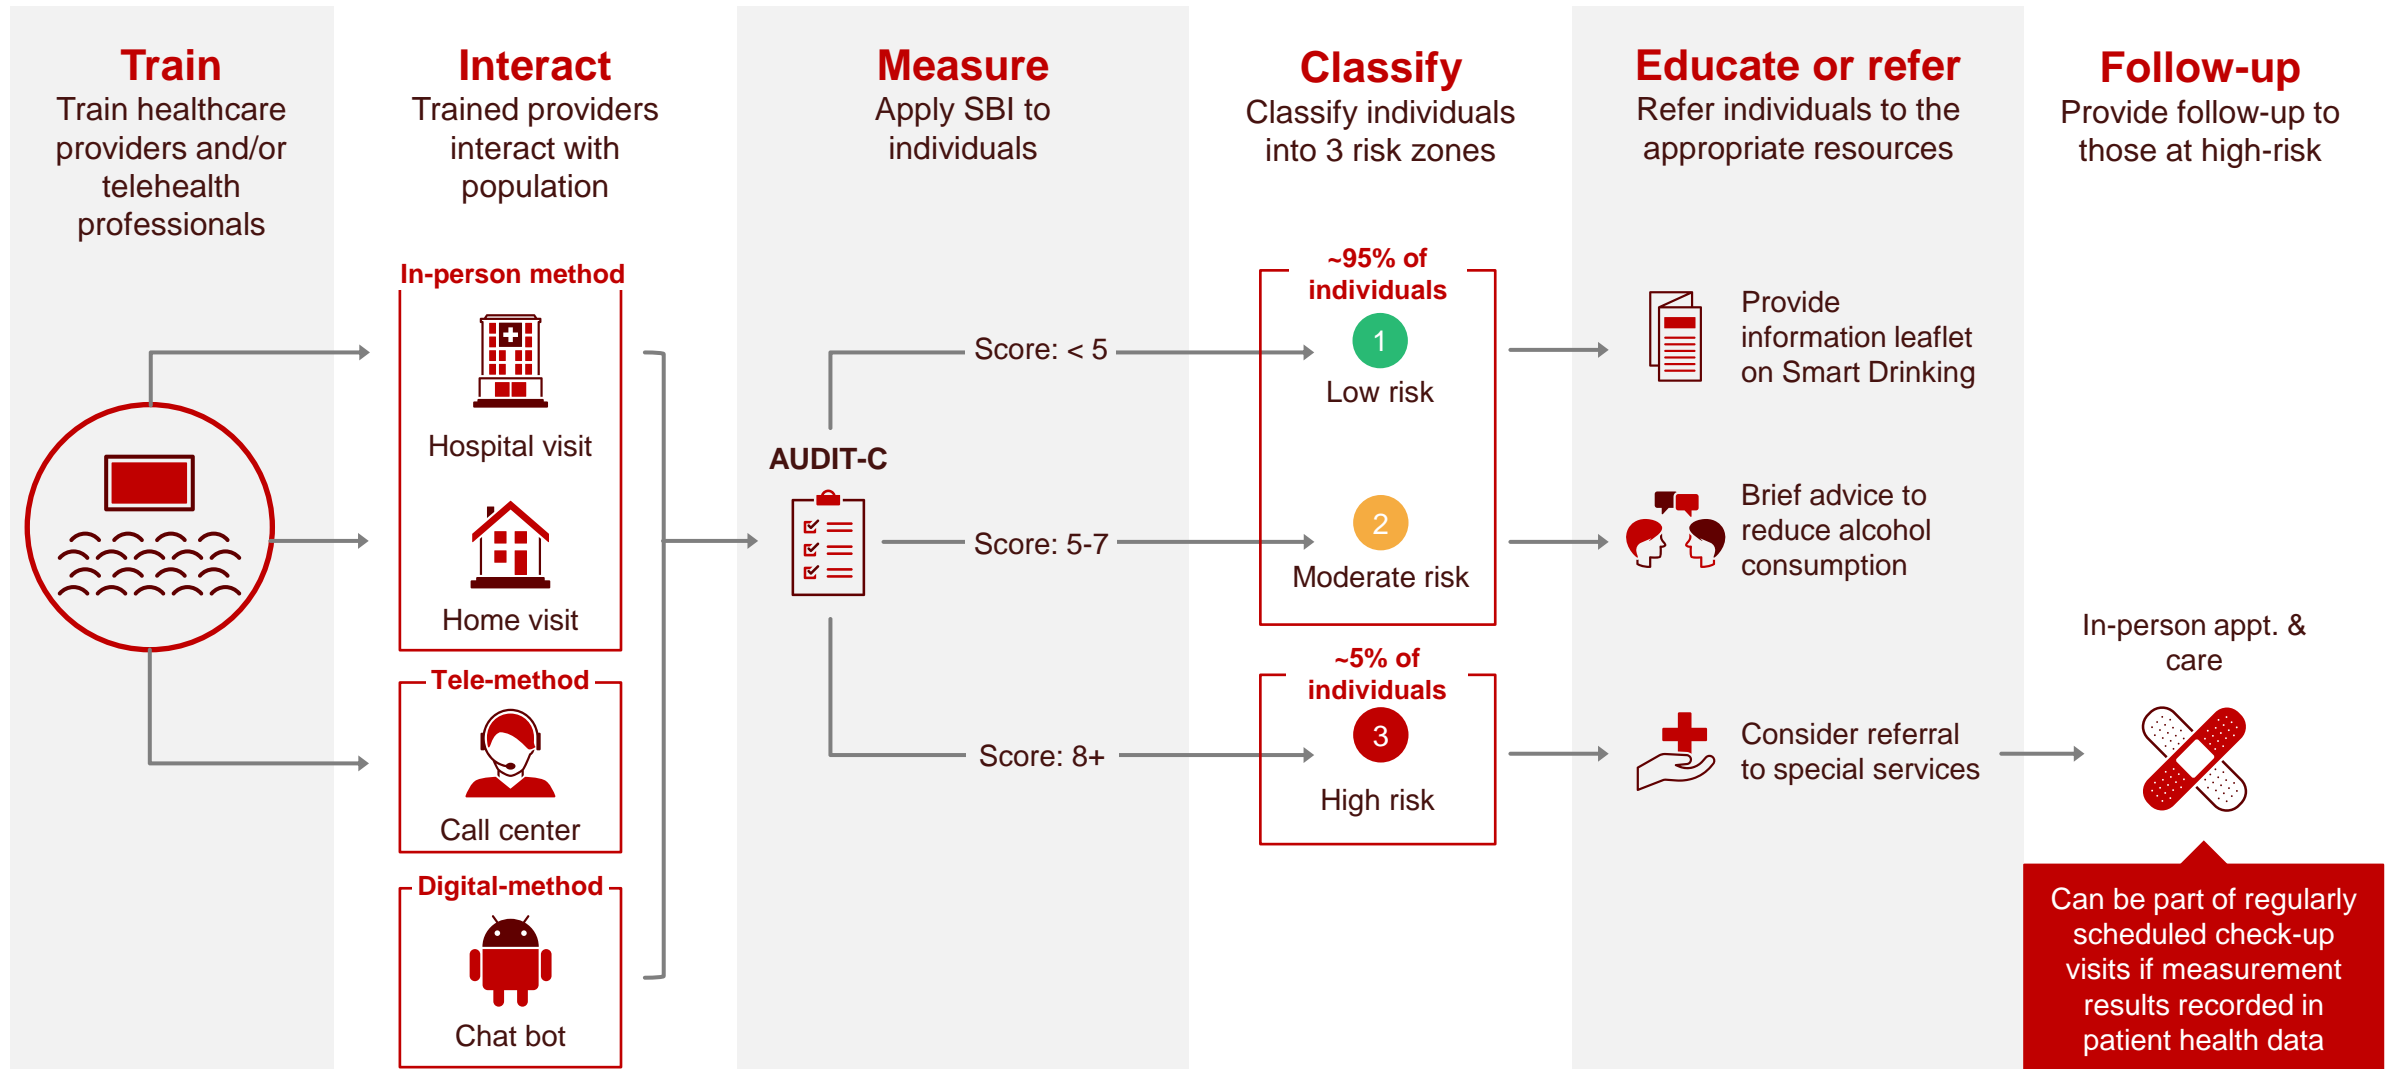 Train
Train healthcare
providers and/or
telehealth
professionals
Interact
Trained providers
interact with
population
In-person method
Hospital visit
Home visit
Tele-method
Call center
Digital-method
Chat bot
Measure
Apply SBI to
individuals
AUDIT-C
Score: < 5
Score: 5-7
Score: 8+
Classify
Classify individuals
into 3 risk zones
~95% of
individuals
1
Low risk
2
Moderate risk
~5% of
individuals
3
High risk
Educate or refer
Refer individuals to the
appropriate resources
Provide
information leaflet
on Smart Drinking
Brief advice to
reduce alcohol
consumption
Consider referral
to special services
Follow-up
Provide follow-up to
those at high-risk
In-person appt. &
care
Can be part of regularly
scheduled check-up
visits if measurement
results recorded in
patient health data